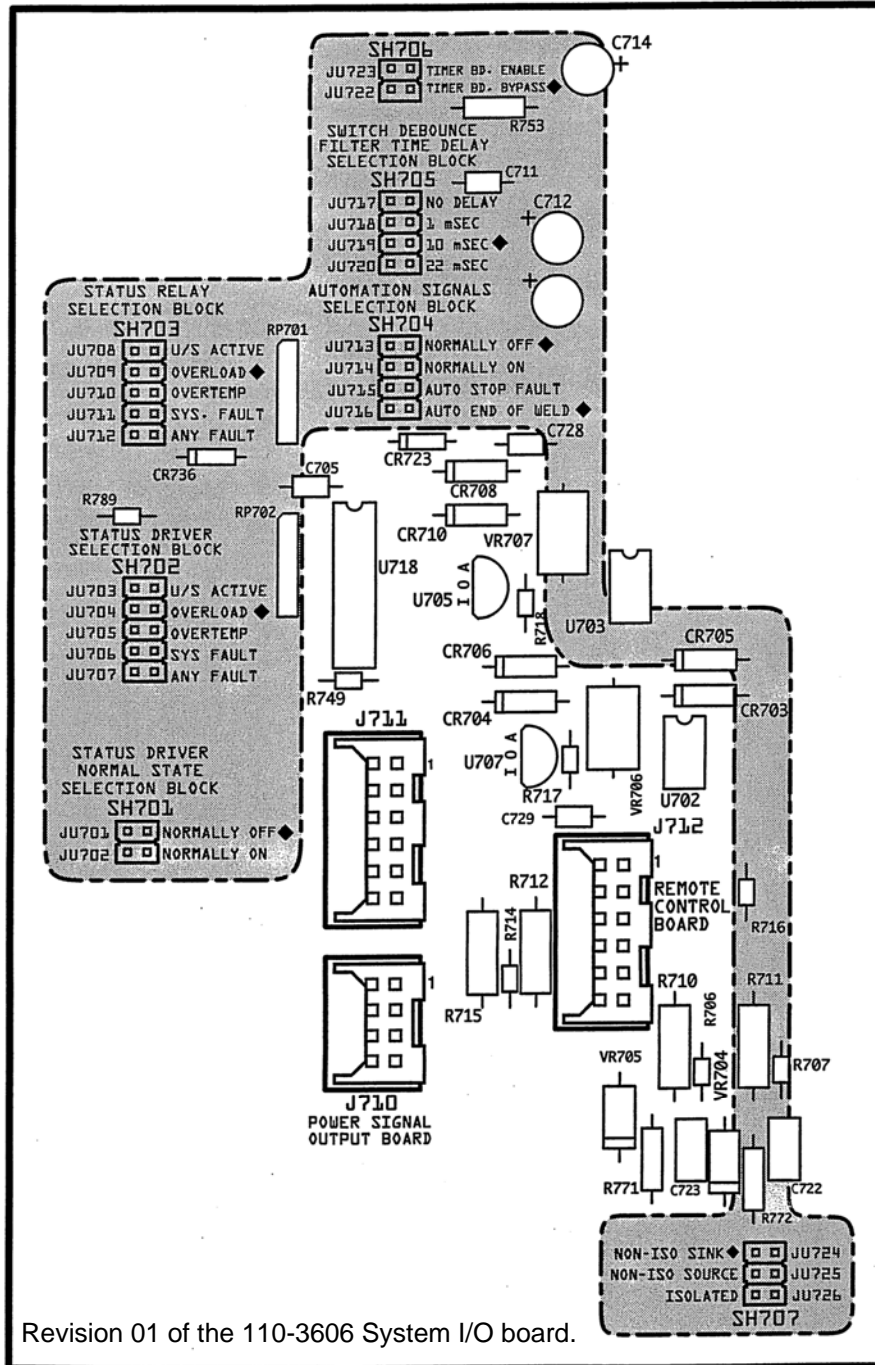 SH706
C714
JU723 TIMER BD. ENABLE
JU722 TIMER BD. BYPASS◆
R753
SWITCH DEBOUNCE
FILTER TIME DELAY
SELECTION BLOCK
C711
SH705
JU717 NO DELAY
C712
JU718 1 mSEC
JU719 10 mSEC◆
JU720 22 mSEC
AUTOMATION SIGNALS
SELECTION BLOCK
SH704
JU713 NORMALLY OFF◆
JU714 NORMALLY ON
JU715 AUTO STOP FAULT
JU716 AUTO END OF WELD◆
STATUS RELAY
SELECTION BLOCK
SH703
RP701
JU708 U/S ACTIVE
JU709 OVERLOAD◆
JU710 OVERTEMP
JU711 SYS. FAULT
JU712 ANY FAULT
CR736
CR723
C728
C705
CR708
R789
RP702
CR710
VR707
STATUS DRIVER
SELECTION BLOCK
SH702
U718
JU703 U/S ACTIVE
JU704 OVERLOAD◆
JU705 OVERTEMP
JU706 SYS FAULT
JU707 ANY FAULT
U705
I O A
R718
U703
CR706
CR705
R749
CR704
CR703
J711
1
U707
I O A
R717
VR706
U702
C729
J712
STATUS DRIVER
NORMAL STATE
SELECTION BLOCK
SH701
JU701 NORMALLY OFF◆
JU702 NORMALLY ON
1
REMOTE
CONTROL
BOARD
R712
R714
R715
R716
R710
R706
R711
1
J710
POWER SIGNAL
OUTPUT BOARD
VR705
VR704
R707
R771
C723
R772
C722
NON-ISO SINK◆ JU724
NON-ISO SOURCE JU725
ISOLATED JU726
SH707
Revision 01 of the 110-3606 System I/O board.